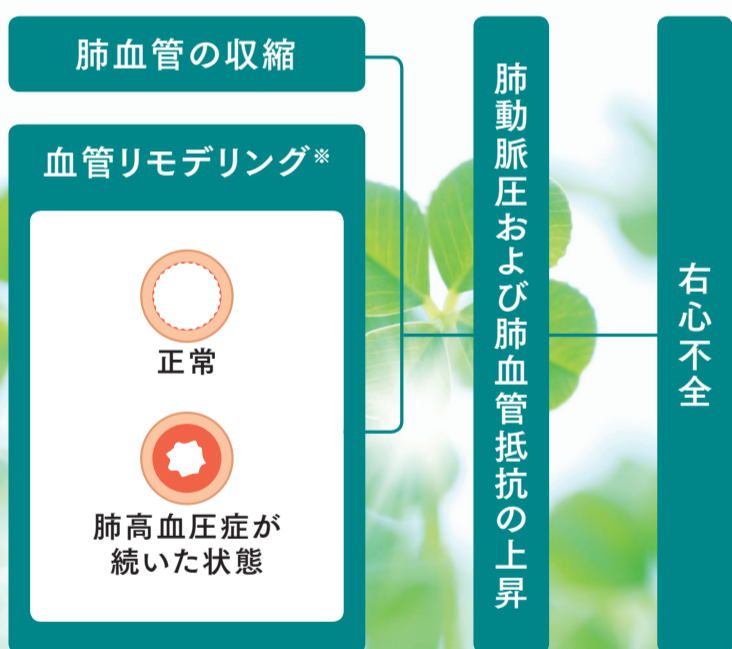 肺血管の収縮
血管リモデリング※
正常
肺高血圧症が
続いた状態
肺動脈圧および肺血管抵抗の上昇
右心不全